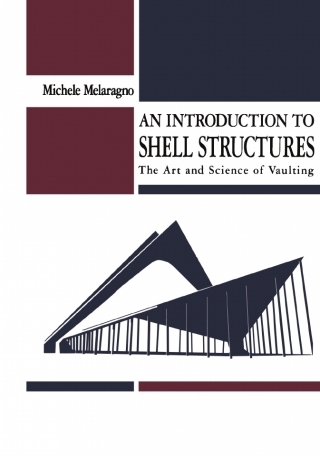 Michele Melaragno
AN INTRODUCTION TO
SHELL STRUCTURES
The Art and Science of Vaulting